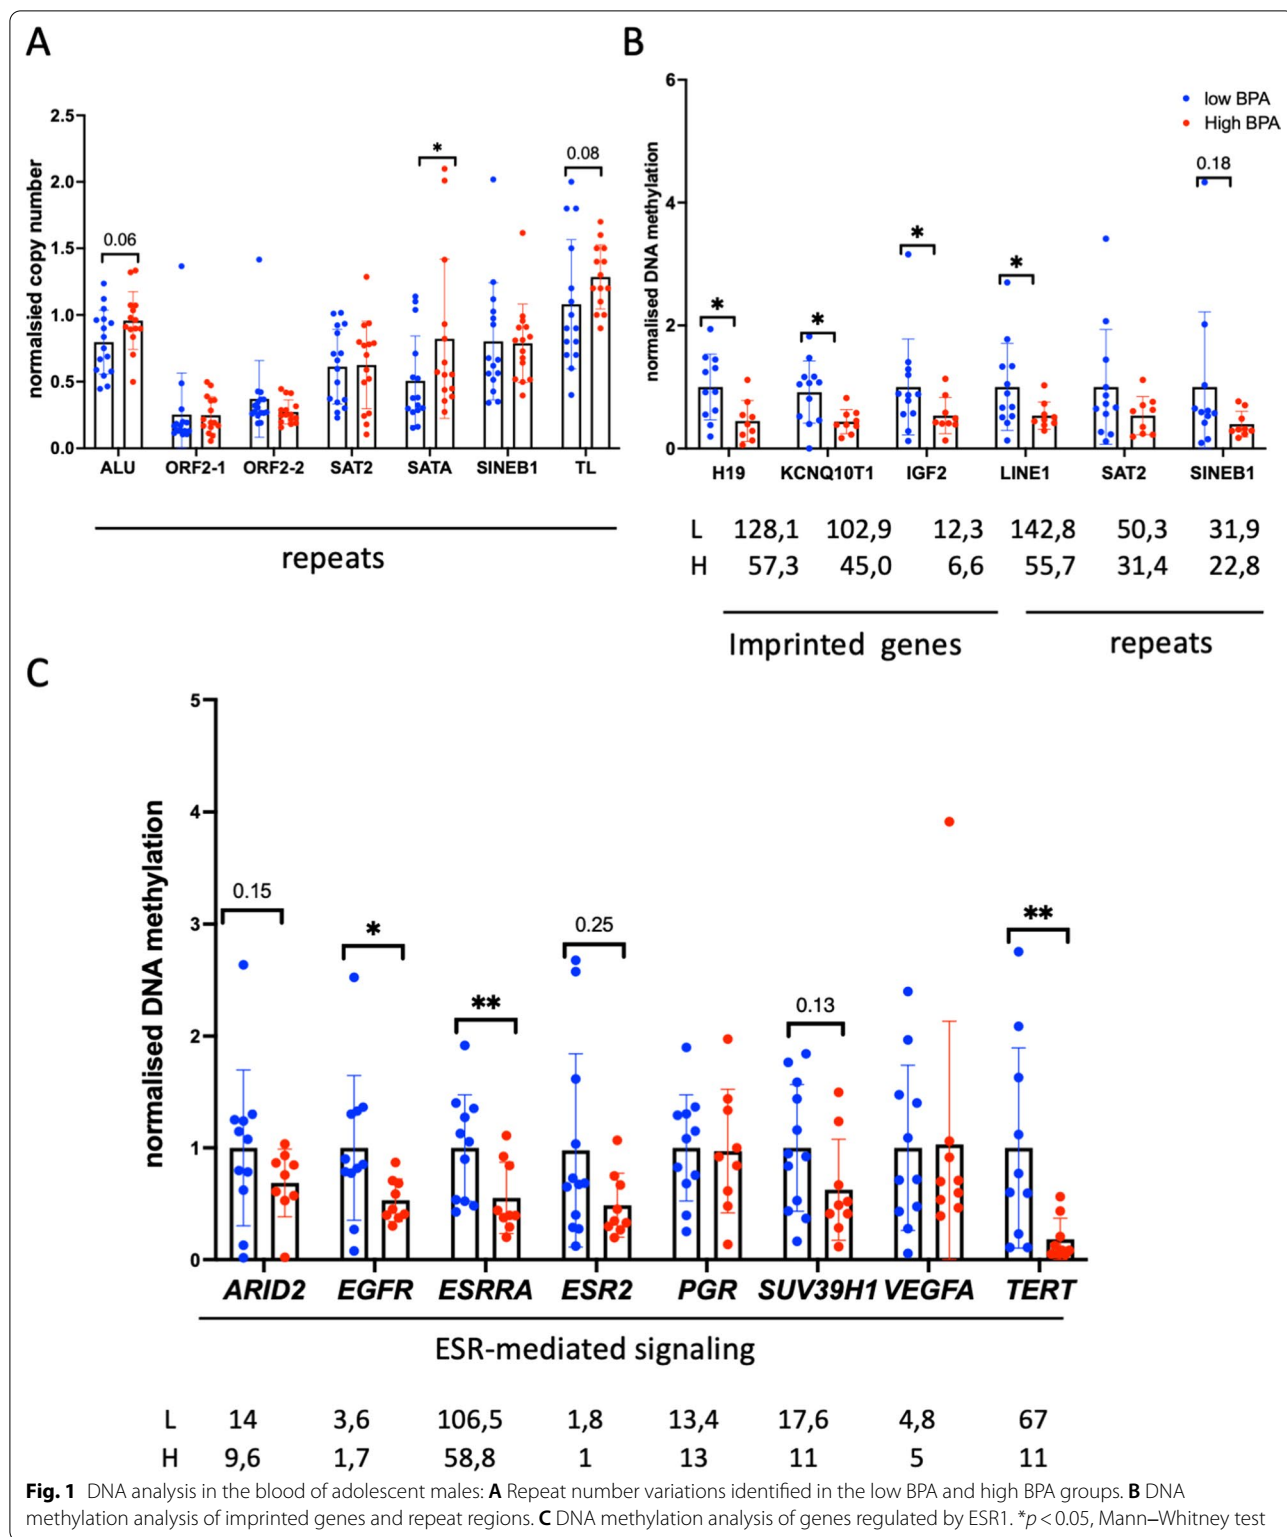 A
normalsied copy number
2.5
2.0
1.5
1.0
0.5
0.0
0.06
*
0.08
ALU ORF2-1 ORF2-2 SAT2 SATA SINEB1 TL
repeats
B
normalised DNA methylation
6
4
2
0
low BPA
High BPA
*
*
*
*
0.18
H19 KCNQ10T1 IGF2 LINE1 SAT2 SINEB1
L 128,1 102,9 12,3 142,8 50,3 31,9
H 57,3 45,0 6,6 55,7 31,4 22,8
Imprinted genes repeats
C
normalised DNA methylation
5
4
3
2
1
0
0.15
*
**
0.25
0.13
**
ARID2 EGFR ESRRA ESR2 PGR SUV39H1 VEGFA TERT
ESR-mediated signaling
L 14 3,6 106,5 1,8 13,4 17,6 4,8 67
H 9,6 1,7 58,8 1 13 11 5 11
Fig. 1 DNA analysis in the blood of adolescent males: A Repeat number variations identified in the low BPA and high BPA groups. B DNA
methylation analysis of imprinted genes and repeat regions. C DNA methylation analysis of genes regulated by ESR1. *p < 0.05, Mann–Whitney test